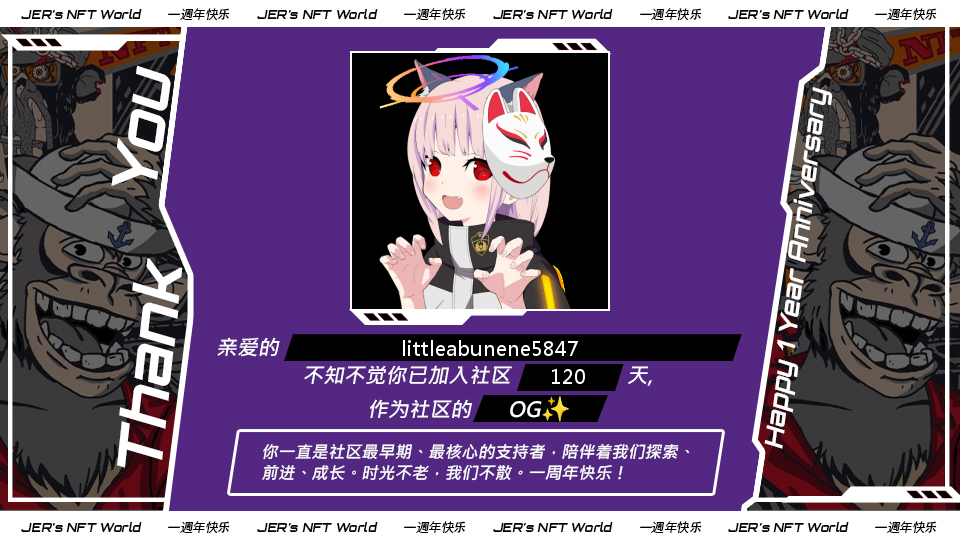 JER's NFT World 一週年快乐 JER's NFT World 一週年快乐 JER's NFT World 一週年快乐 JER's NFT World 一週年快乐
Thank You
亲爱的 littleabunene5847
不知不觉你已加入社区 120 天,
作为社区的 OG✨
你一直是社区最早期、最核心的支持者，陪伴着我们探索、
前进、成长。时光不老，我们不散。一周年快乐！
Happy 1 Year Anniversary
JER's NFT World 一週年快乐 JER's NFT World 一週年快乐 JER's NFT World 一週年快乐 JER's NFT World 一週年快乐